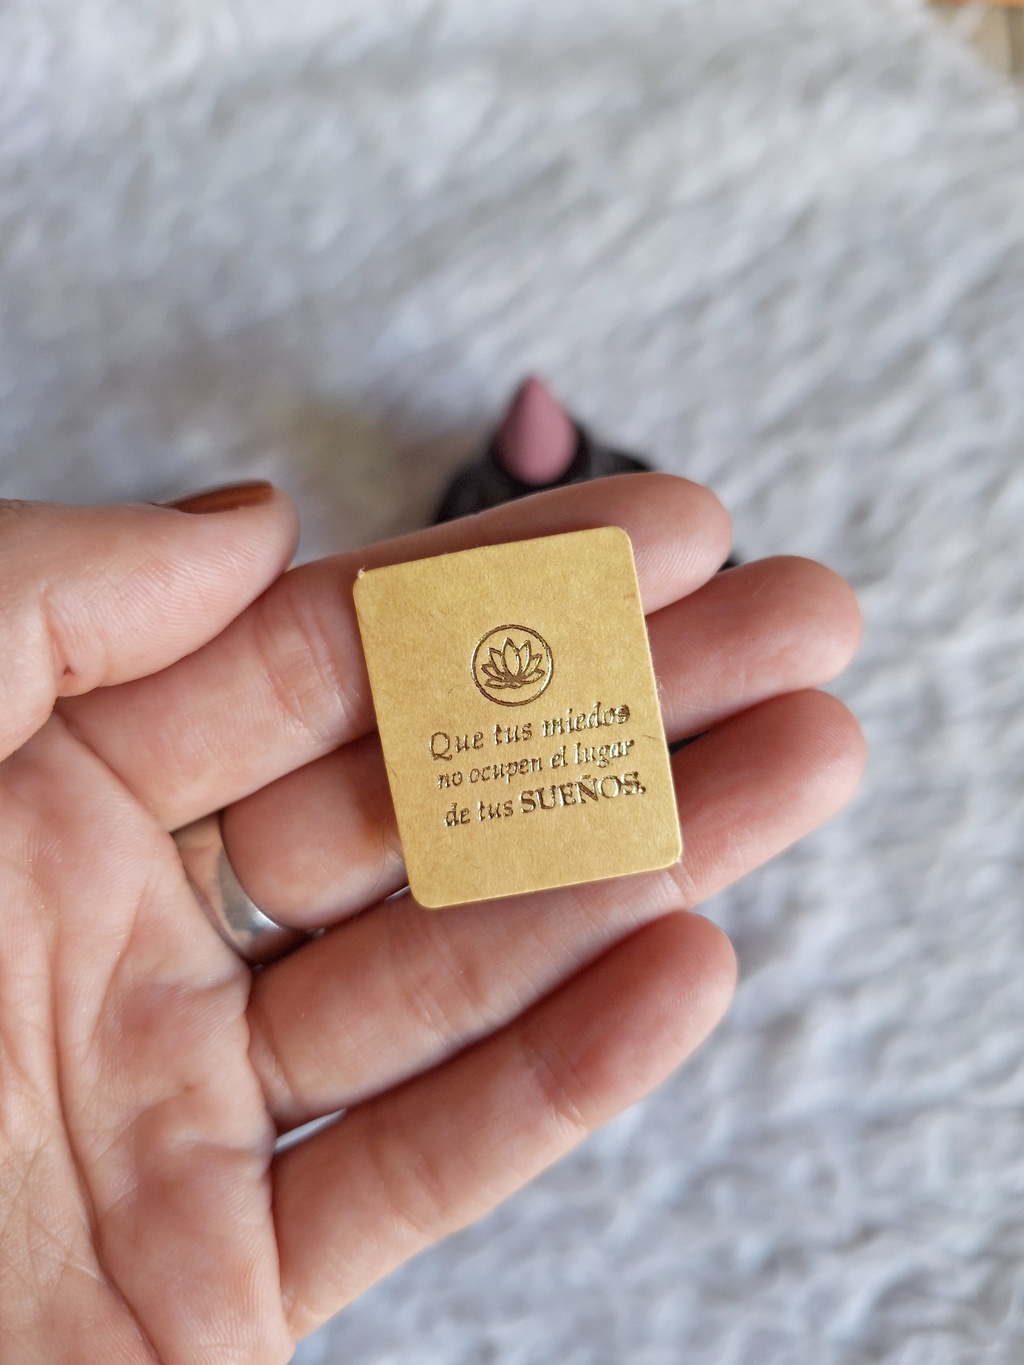 Que tus miedos
no ocupen el lugar
de tus SUEÑOS.